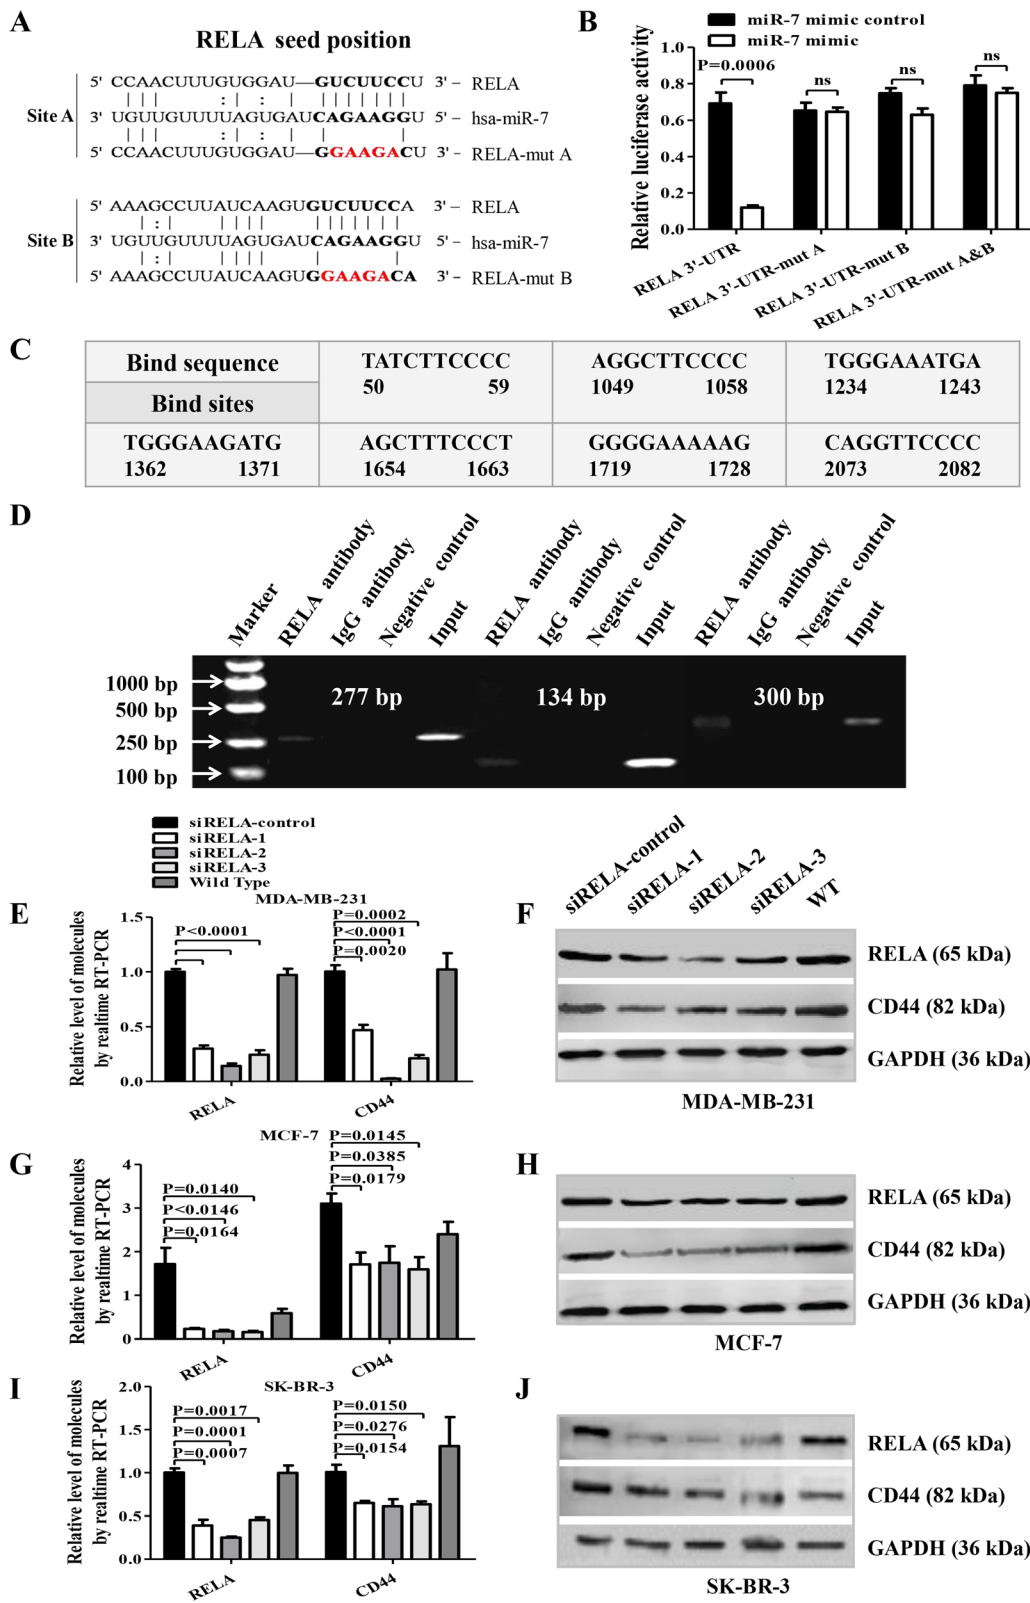 A
RELA seed position
5' CCAACUUUGUGGAU—GUCUUCCU 3' – RELA
Site A
3' UGUUGUUUUAGUGAUCAGAAGGU 5' – hsa-miR-7
5' CCAACUUUGUGGAU—GGAAGACU 3' – RELA-mut A
5' AAAGCCUUAUCAAGUGUCUUCCA 3' – RELA
Site B
3' UGUUGUUUUAGUGAUCAGAAGGU 5' – hsa-miR-7
5' AAAGCCUUAUCAAGUGGAAGACA 3' – RELA-mut B
B
miR-7 mimic control
miR-7 mimic
Relative luciferase activity
0.0
0.2
0.4
0.6
0.8
1.0
P=0.0006
ns
ns
ns
RELA 3'-UTR
RELA 3'-UTR-mut A
RELA 3'-UTR-mut B
RELA 3'-UTR-mut A&B
C
Bind sequence
Bind sites
TATCTTCCCC
50 59
AGGCTTCCCC
1049 1058
TGGGAAATGA
1234 1243
TGGGAAGATG
1362 1371
AGCTTTCCCT
1654 1663
GGGGAAAAAG
1719 1728
CAGGTTCCCC
2073 2082
D
Marker
RELA antibody
IgG antibody
Negative control
Input
RELA antibody
IgG antibody
Negative control
Input
RELA antibody
IgG antibody
Negative control
Input
1000 bp
500 bp
250 bp
100 bp
277 bp
134 bp
300 bp
siRELA-control
siRELA-1
siRELA-2
siRELA-3
Wild Type
E
MDA-MB-231
Relative level of molecules
by realtime RT-PCR
1.5
1.0
0.5
0.0
P<0.0001
P=0.0002
P<0.0001
P=0.0020
RELA
CD44
F
siRELA-control
siRELA-1
siRELA-2
siRELA-3
WT
RELA (65 kDa)
CD44 (82 kDa)
GAPDH (36 kDa)
MDA-MB-231
G
MCF-7
Relative level of molecules
by realtime RT-PCR
4
3
2
1
0
P=0.0140
P<0.0146
P=0.0164
P=0.0145
P=0.0385
P=0.0179
RELA
CD44
H
RELA (65 kDa)
CD44 (82 kDa)
GAPDH (36 kDa)
MCF-7
I
SK-BR-3
Relative level of molecules
by realtime RT-PCR
2.0
1.5
1.0
0.5
0.0
P=0.0017
P=0.0001
P=0.0007
P=0.0150
P=0.0276
P=0.0154
RELA
CD44
J
RELA (65 kDa)
CD44 (82 kDa)
GAPDH (36 kDa)
SK-BR-3